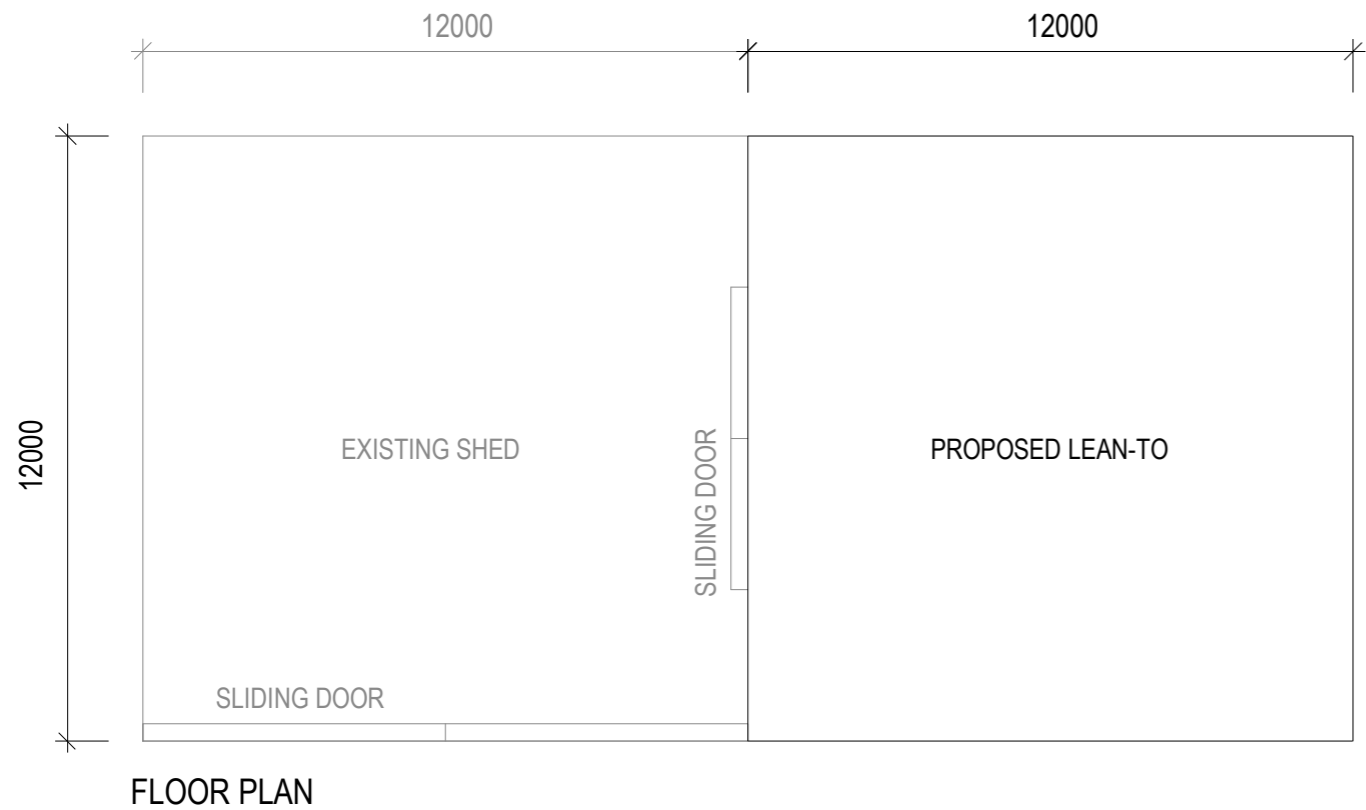 12000
12000
12000
EXISTING SHED
SLIDING DOOR
PROPOSED LEAN-TO
SLIDING DOOR
FLOOR PLAN